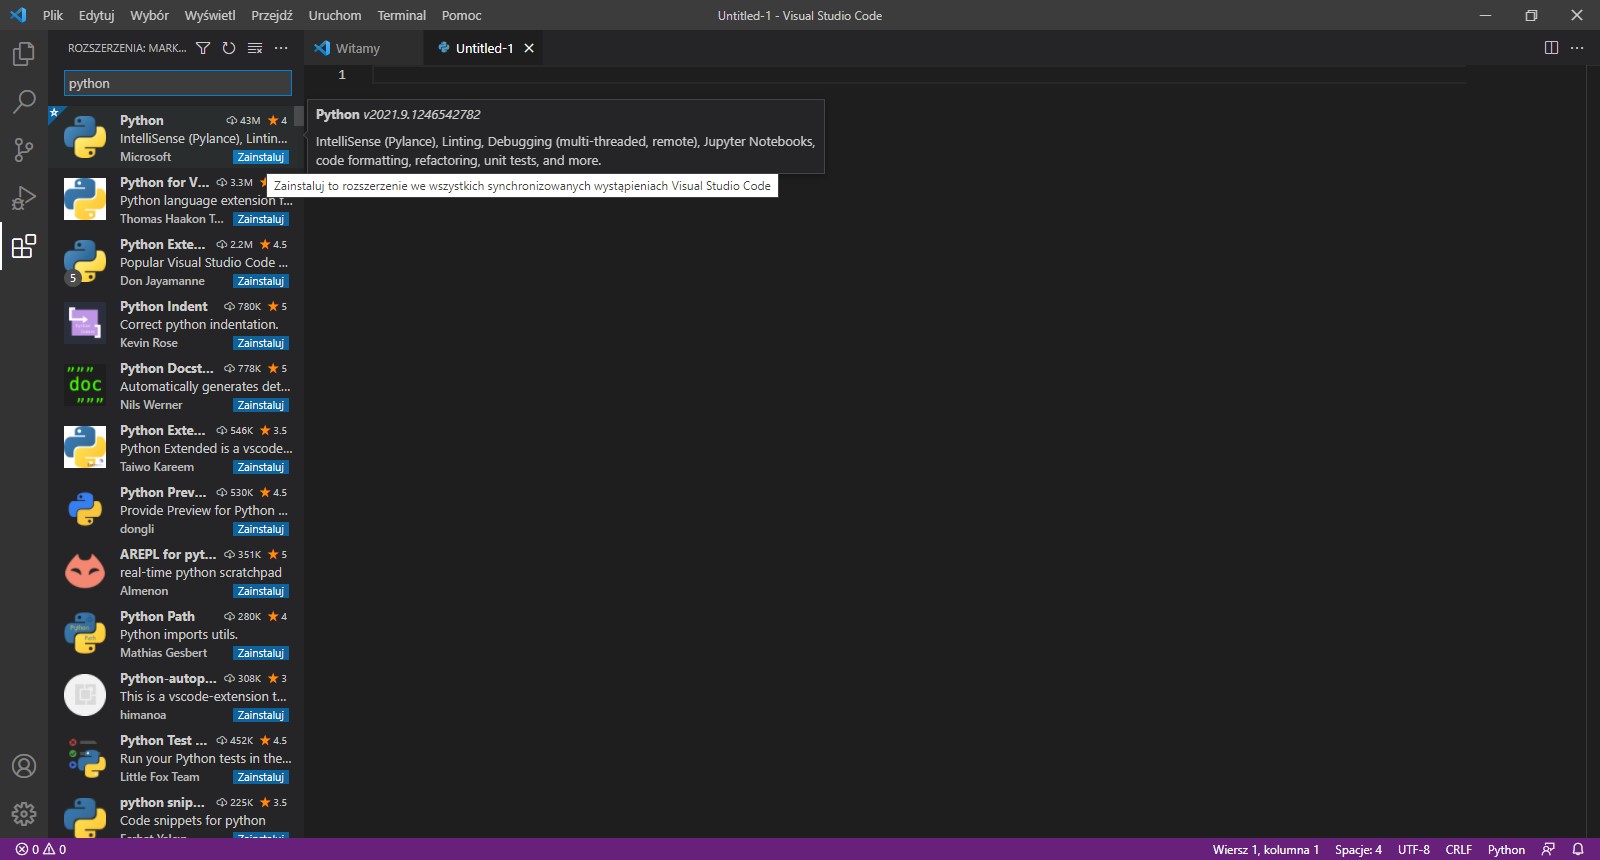 Plik Edytuj Wybór Wyświetl Przejdź Uruchom Terminal Pomoc
Untitled-1 - Visual Studio Code
ROZSZERZENIA: MARK...
Witamy
Untitled-1
python
1
Python 43M 4
IntelliSense (Pylance), Lintin...
Microsoft Zainstaluj
Python v2021.9.1246542782
IntelliSense (Pylance), Linting, Debugging (multi-threaded, remote), Jupyter Notebooks,
code formatting, refactoring, unit tests, and more.
Zainstaluj to rozszerzenie we wszystkich synchronizowanych wystąpieniach Visual Studio Code
Python for V... 3.3M
Python language extension f...
Thomas Haakon T... Zainstaluj
Python Exte... 2.2M 4.5
Popular Visual Studio Code ...
5
Don Jayamanne Zainstaluj
Python Indent 780K 5
Correct python indentation.
Kevin Rose Zainstaluj
""" doc """
Python Docst... 778K 5
Automatically generates det...
Nils Werner Zainstaluj
Python Exte... 546K 3.5
Python Extended is a vscode...
Taiwo Kareem Zainstaluj
Python Prev... 530K 4.5
Provide Preview for Python ...
dongli Zainstaluj
AREPL for pyt... 351K 5
real-time python scratchpad
Almenon Zainstaluj
Python Path 280K 4
Python imports utils.
Mathias Gesbert Zainstaluj
Python-autop... 308K 3
This is a vscode-extension t...
himanoa Zainstaluj
Python Test ... 452K 4.5
Run your Python tests in the...
Little Fox Team Zainstaluj
python snip... 225K 3.5
Code snippets for python
0 0
Wiersz 1, kolumna 1 Spacje: 4 UTF-8 CRLF Python